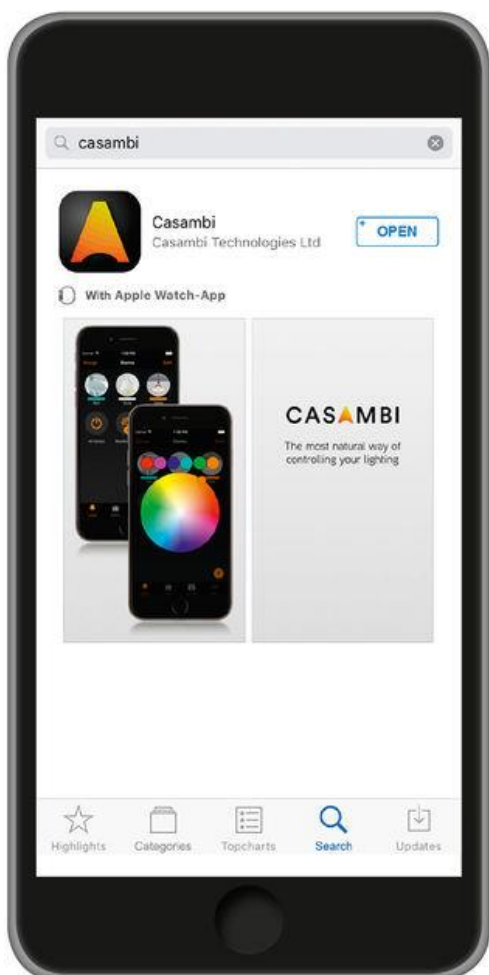 casambi
Casambi
Casambi Technologies Ltd
OPEN
With Apple Watch-App
CASAMBI
The most natural way of
controlling your lighting
Highlights
Categories
Topcharts
Search
Updates